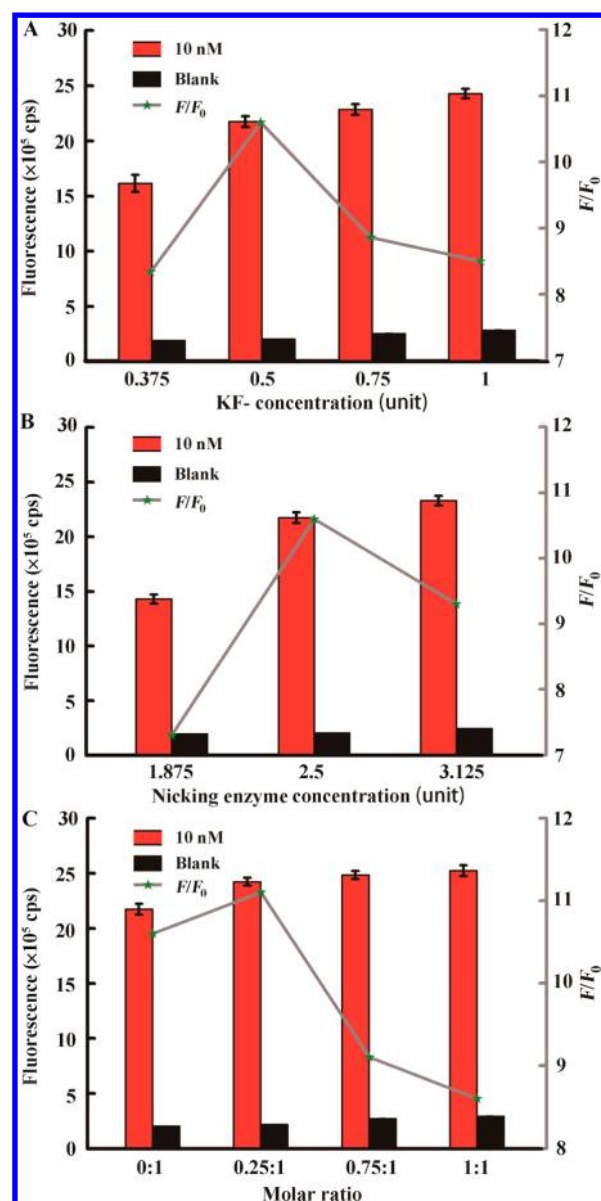 A
10 nM
Blank
F/F0
Fluorescence (×10⁵ cps)
30
25
20
15
10
5
0
12
11
10
9
8
7
F/F0
0.375 0.5 0.75 1
KF- concentration (unit)
B
10 nM
Blank
F/F0
Fluorescence (×10⁵ cps)
30
25
20
15
10
5
0
12
11
10
9
8
7
F/F0
1.875 2.5 3.125
Nicking enzyme concentration (unit)
C
10 nM
Blank
F/F0
Fluorescence (×10⁵ cps)
30
25
20
15
10
5
0
12
11
10
9
8
F/F0
0:1 0.25:1 0.75:1 1:1
Molar ratio